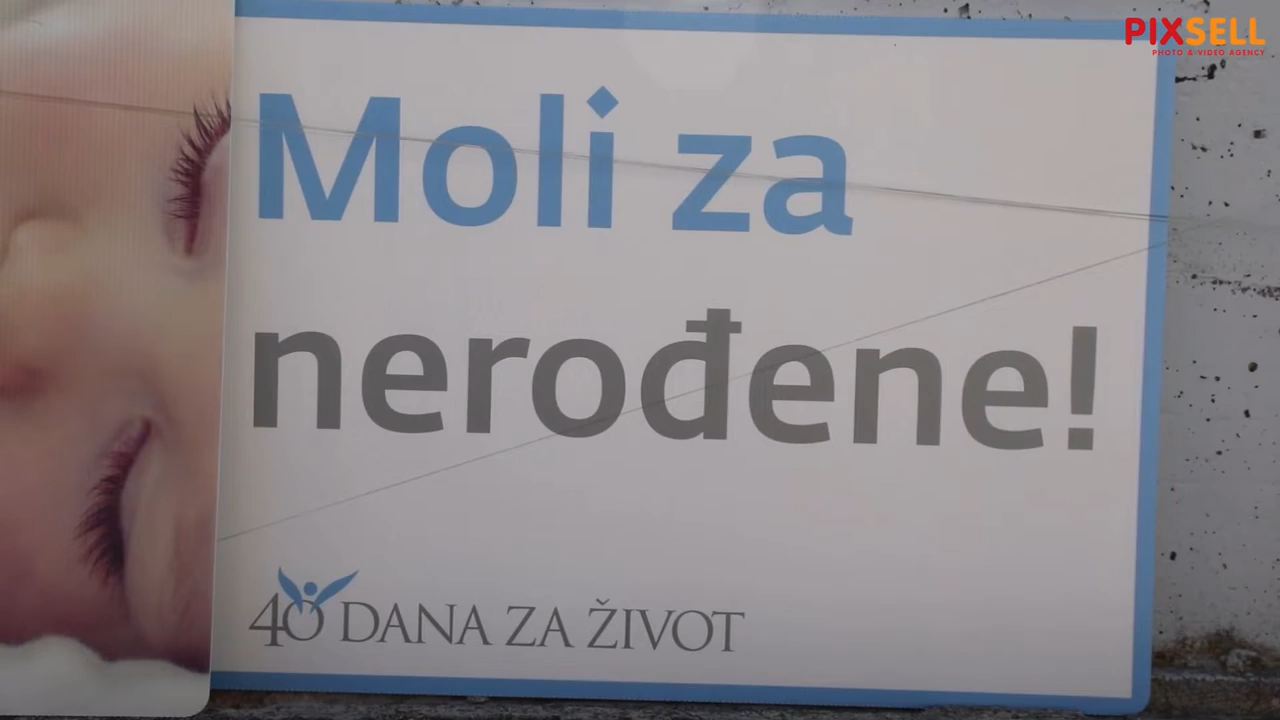 PIXSELL
PHOTO & VIDEO AGENCY
Moli za
nerođene!
40 DANA ZA ŽIVOT